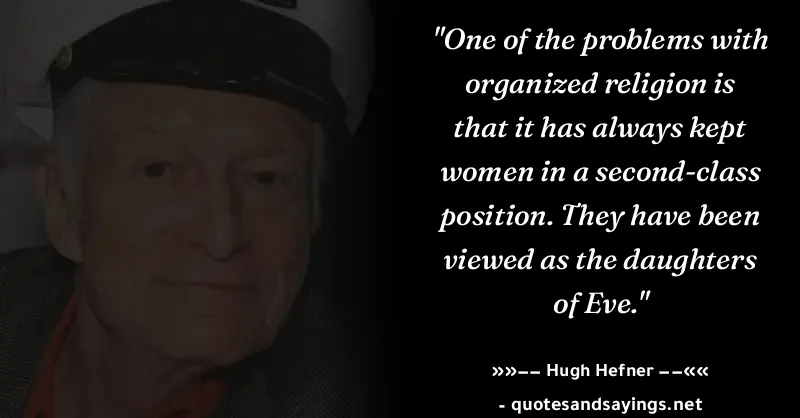 "One of the problems with
organized religion is
that it has always kept
women in a second-class
position. They have been
viewed as the daughters
of Eve."
»»−− Hugh Hefner −−««
- quotesandsayings.net